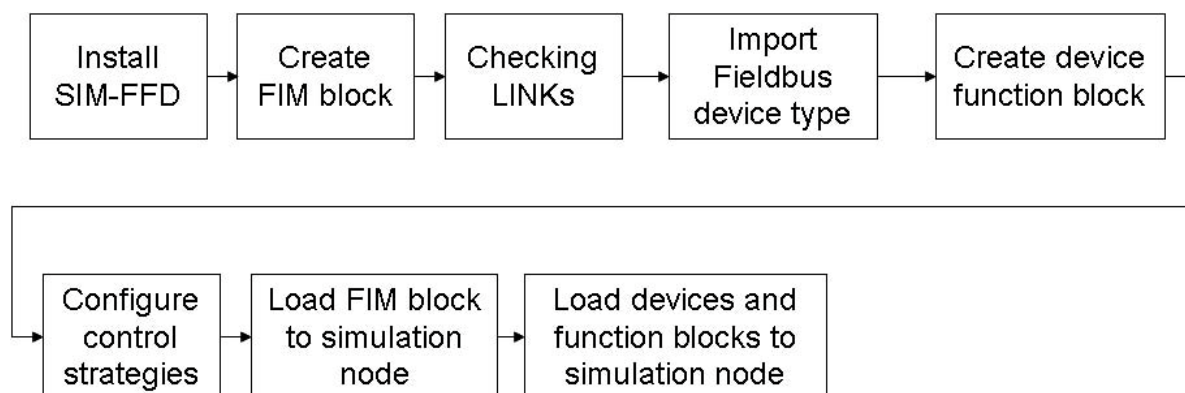 Install
SIM-FFD
Create
FIM block
Checking
LINKs
Import
Fieldbus
device type
Create device
function block
Configure
control
strategies
Load FIM block
to simulation
node
Load devices and
function blocks to
simulation node